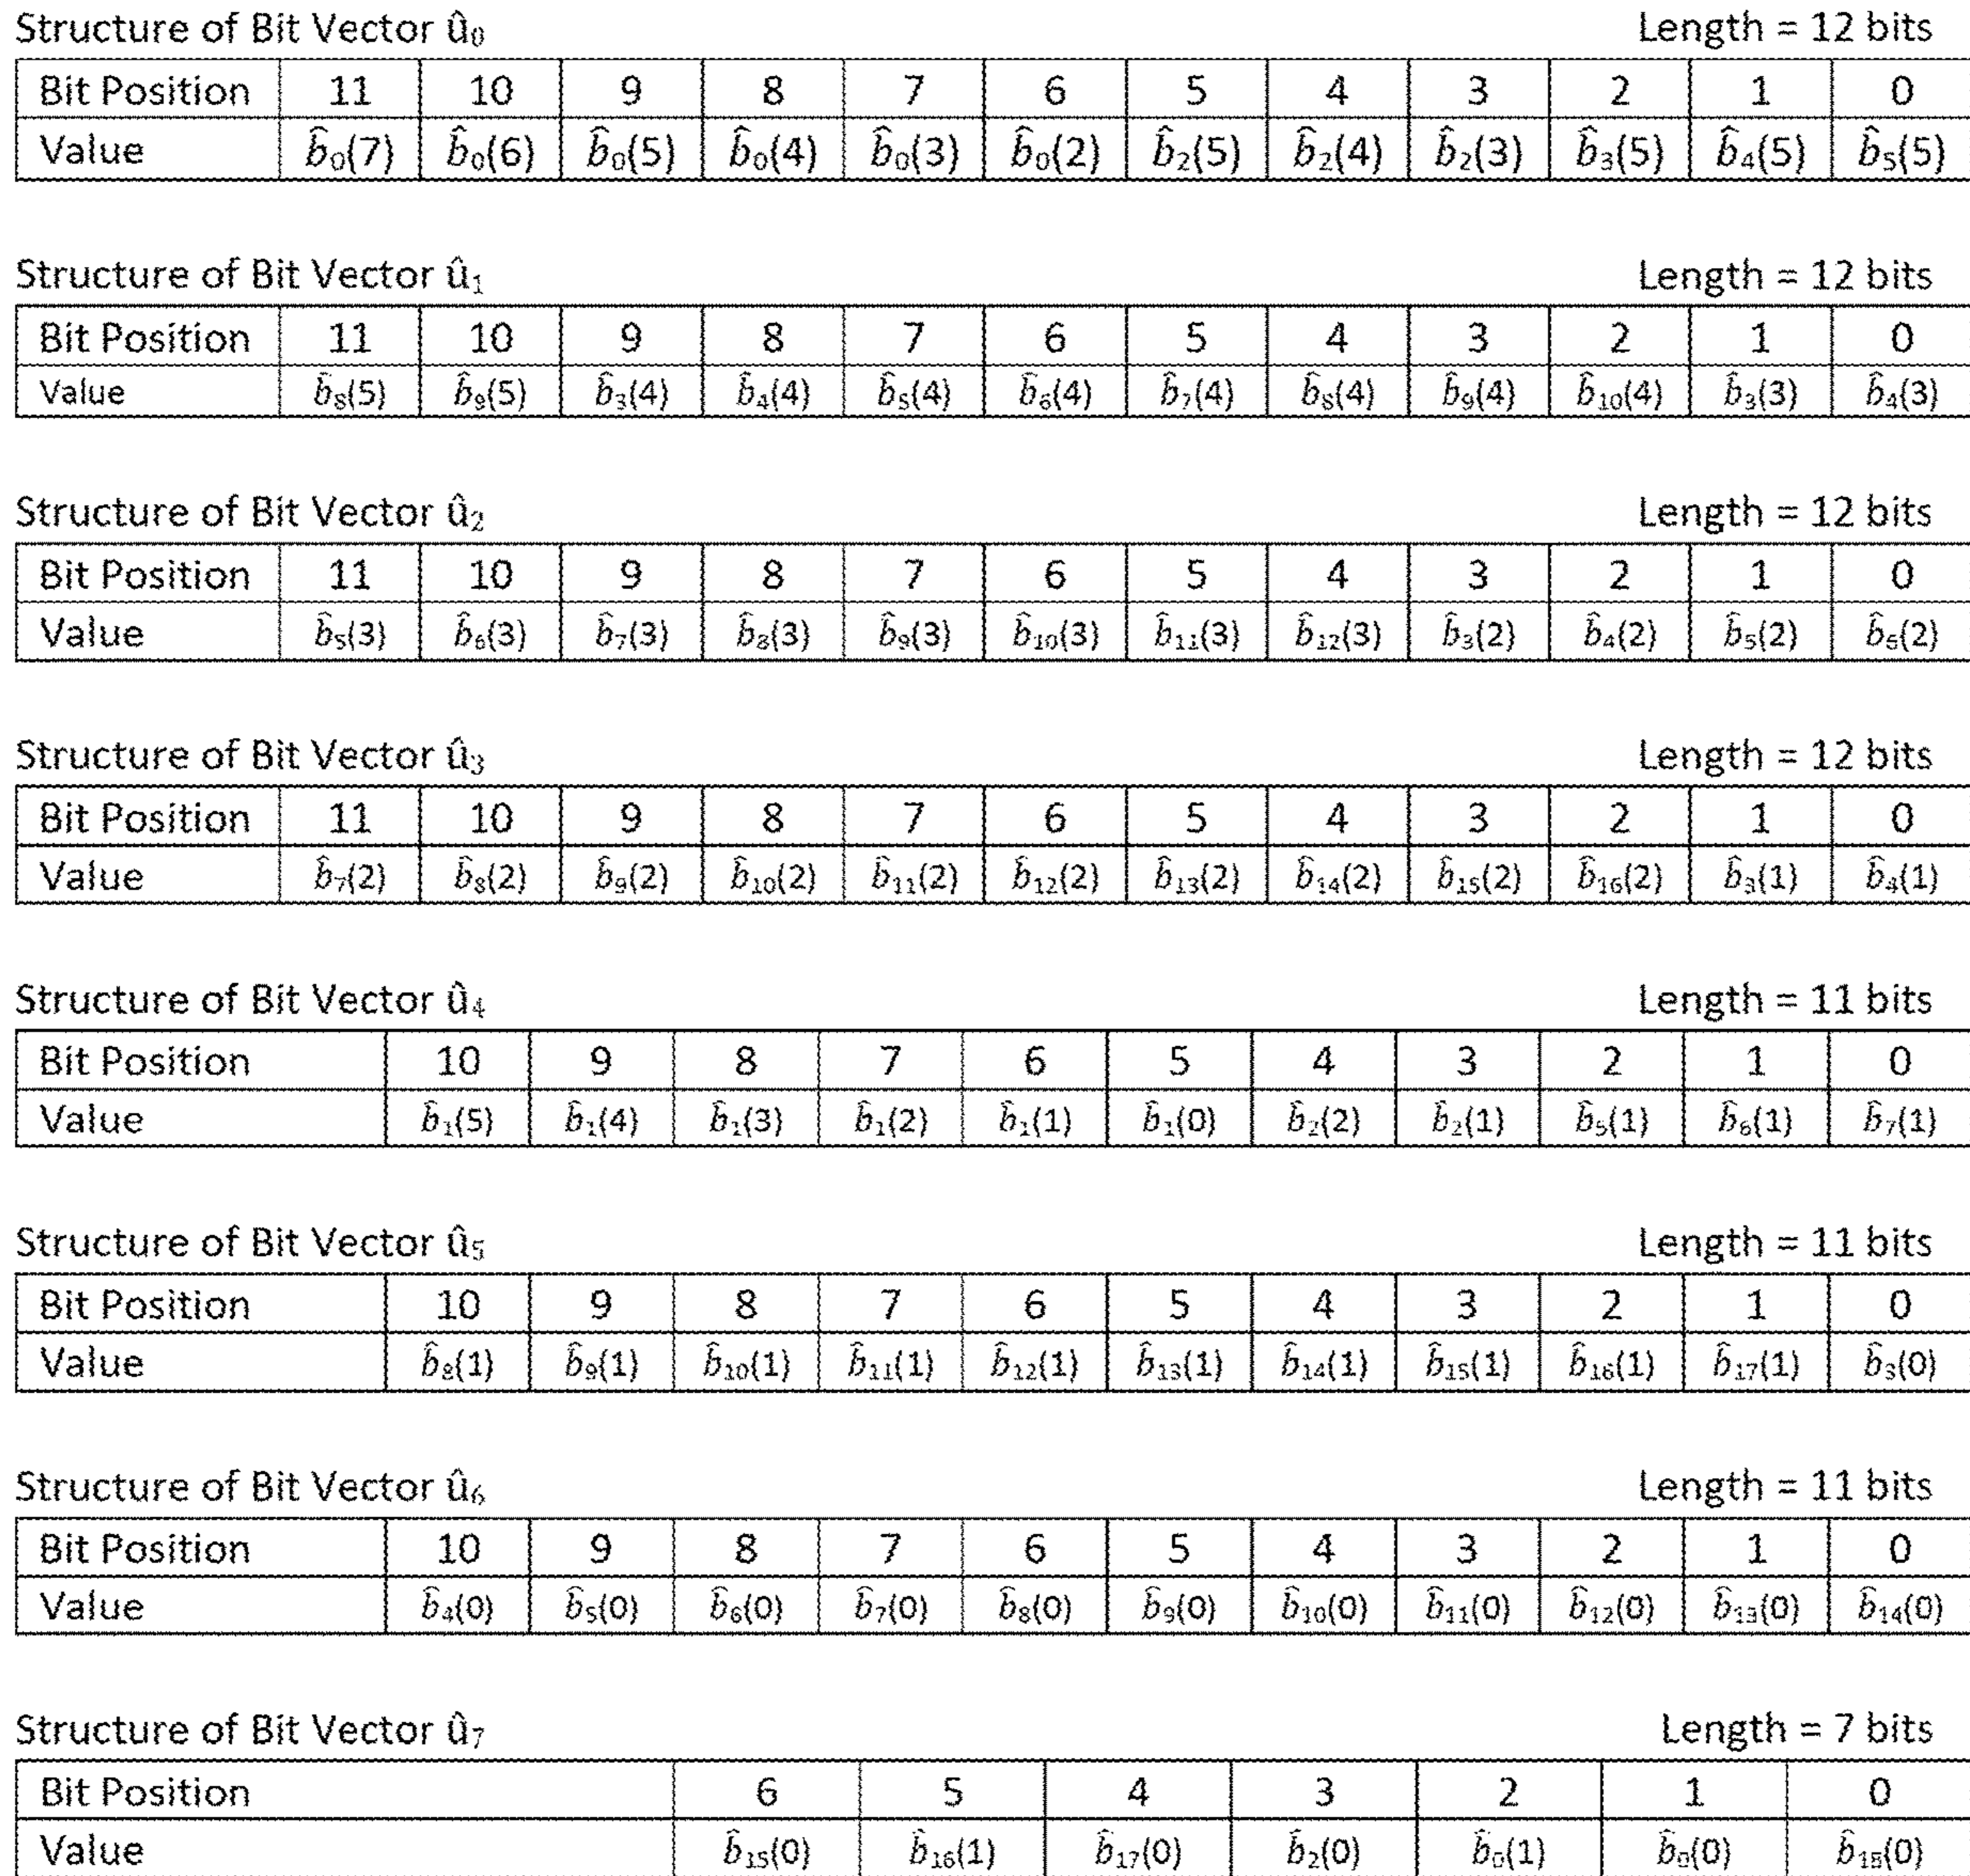 Structure of Bit Vector û₀ Length = 12 bits
Bit Position 11 10 9 8 7 6 5 4 3 2 1 0
Value b̂₀(7) b̂₀(6) b̂₀(5) b̂₀(4) b̂₀(3) b̂₀(2) b̂₂(5) b̂₂(4) b̂₂(3) b̂₃(5) b̂₄(5) b̂₅(5)
Structure of Bit Vector û₁ Length = 12 bits
Bit Position 11 10 9 8 7 6 5 4 3 2 1 0
Value b̂₈(5) b̂₉(5) b̂₃(4) b̂₄(4) b̂₅(4) b̂₆(4) b̂₇(4) b̂₈(4) b̂₉(4) b̂₁₀(4) b̂₃(3) b̂₄(3)
Structure of Bit Vector û₂ Length = 12 bits
Bit Position 11 10 9 8 7 6 5 4 3 2 1 0
Value b̂₅(3) b̂₆(3) b̂₇(3) b̂₈(3) b̂₉(3) b̂₁₀(3) b̂₁₁(3) b̂₁₂(3) b̂₃(2) b̂₄(2) b̂₅(2) b̂₆(2)
Structure of Bit Vector û₃ Length = 12 bits
Bit Position 11 10 9 8 7 6 5 4 3 2 1 0
Value b̂₇(2) b̂₈(2) b̂₉(2) b̂₁₀(2) b̂₁₁(2) b̂₁₂(2) b̂₁₃(2) b̂₁₄(2) b̂₁₅(2) b̂₁₆(2) b̂₃(1) b̂₄(1)
Structure of Bit Vector û₄ Length = 11 bits
Bit Position 10 9 8 7 6 5 4 3 2 1 0
Value b̂₁(5) b̂₁(4) b̂₁(3) b̂₁(2) b̂₁(1) b̂₁(0) b̂₂(2) b̂₂(1) b̂₅(1) b̂₆(1) b̂₇(1)
Structure of Bit Vector û₅ Length = 11 bits
Bit Position 10 9 8 7 6 5 4 3 2 1 0
Value b̂₈(1) b̂₉(1) b̂₁₀(1) b̂₁₁(1) b̂₁₂(1) b̂₁₃(1) b̂₁₄(1) b̂₁₅(1) b̂₁₆(1) b̂₁₇(1) b̂₃(0)
Structure of Bit Vector û₆ Length = 11 bits
Bit Position 10 9 8 7 6 5 4 3 2 1 0
Value b̂₄(0) b̂₅(0) b̂₆(0) b̂₇(0) b̂₈(0) b̂₉(0) b̂₁₀(0) b̂₁₁(0) b̂₁₂(0) b̂₁₃(0) b̂₁₄(0)
Structure of Bit Vector û₇ Length = 7 bits
Bit Position 6 5 4 3 2 1 0
Value b̂₁₅(0) b̂₁₆(1) b̂₁₇(0) b̂₂(0) b̂₀(1) b̂₀(0) b̂₁₈(0)